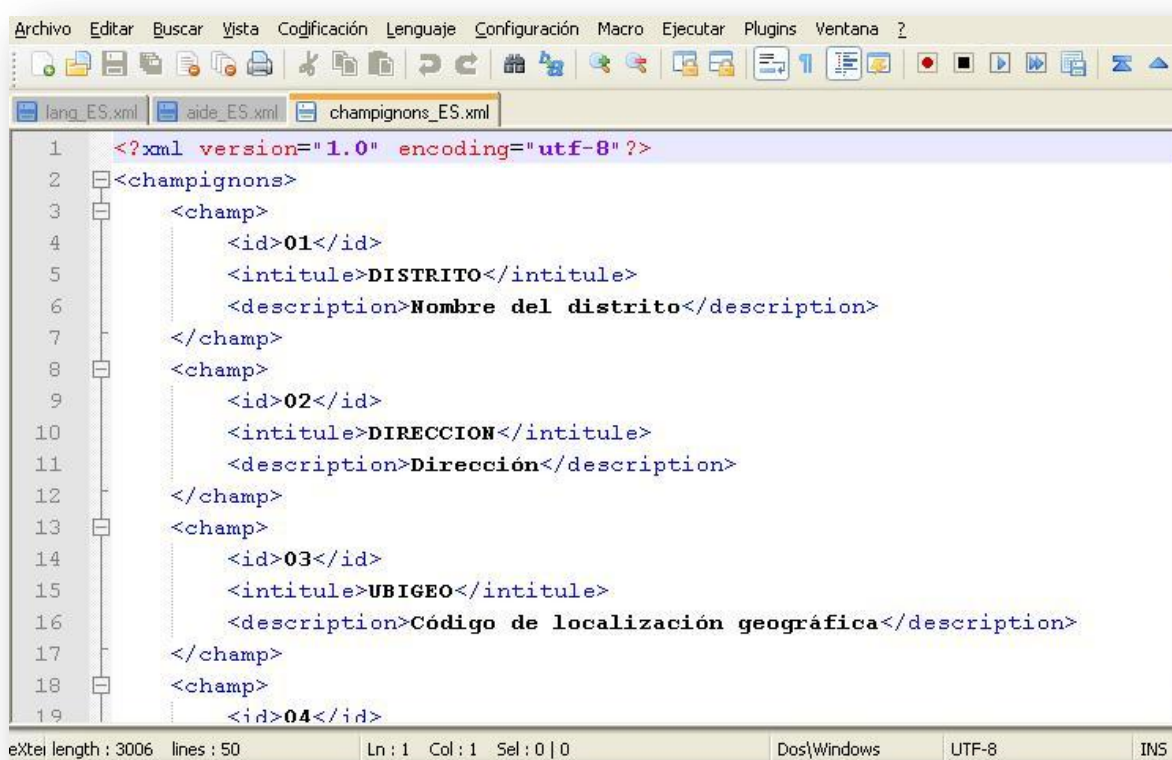 Archivo Editar Buscar Vista Codificación Lenguaje Configuración Macro Ejecutar Plugins Ventana ?
lang_ES.xml aide_ES.xml champignons_ES.xml
1 <?xml version="1.0" encoding="utf-8"?>
2 <champignons>
3 <champ>
4 <id>01</id>
5 <intitule>DISTRITO</intitule>
6 <description>Nombre del distrito</description>
7 </champ>
8 <champ>
9 <id>02</id>
10 <intitule>DIRECCION</intitule>
11 <description>Dirección</description>
12 </champ>
13 <champ>
14 <id>03</id>
15 <intitule>UBIGEO</intitule>
16 <description>Código de localización geográfica</description>
17 </champ>
18 <champ>
19 <id>04</id>
eXte length : 3006 lines : 50 Ln : 1 Col : 1 Sel : 0 | 0 Dos\Windows UTF-8 INS